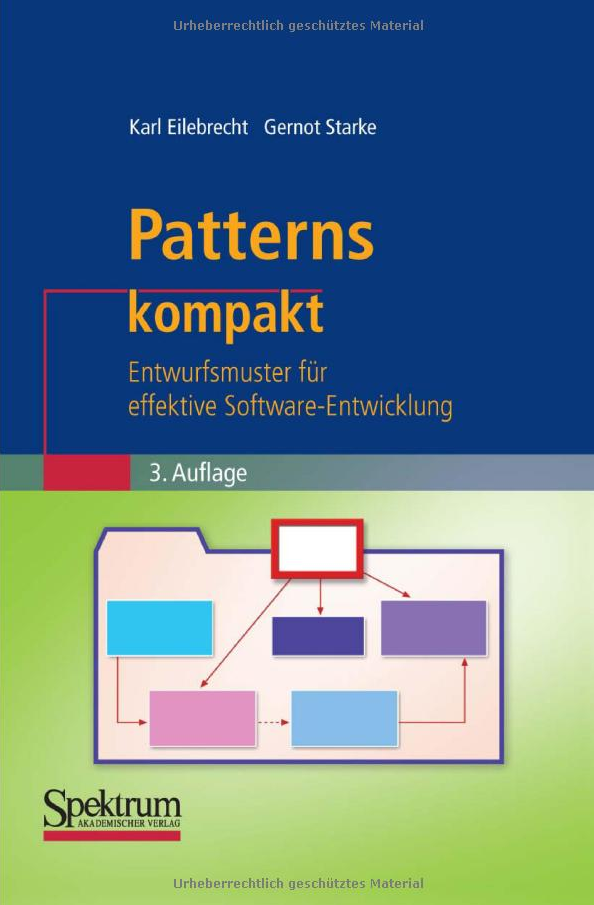 Urheberrechtlich geschütztes Material
Karl Eilebrecht Gernot Starke
Patterns
kompakt
Entwurfsmuster für
effektive Software-Entwicklung
3. Auflage
Spektrum
AKADEMISCHER VERLAG
Urheberrechtlich geschütztes Material